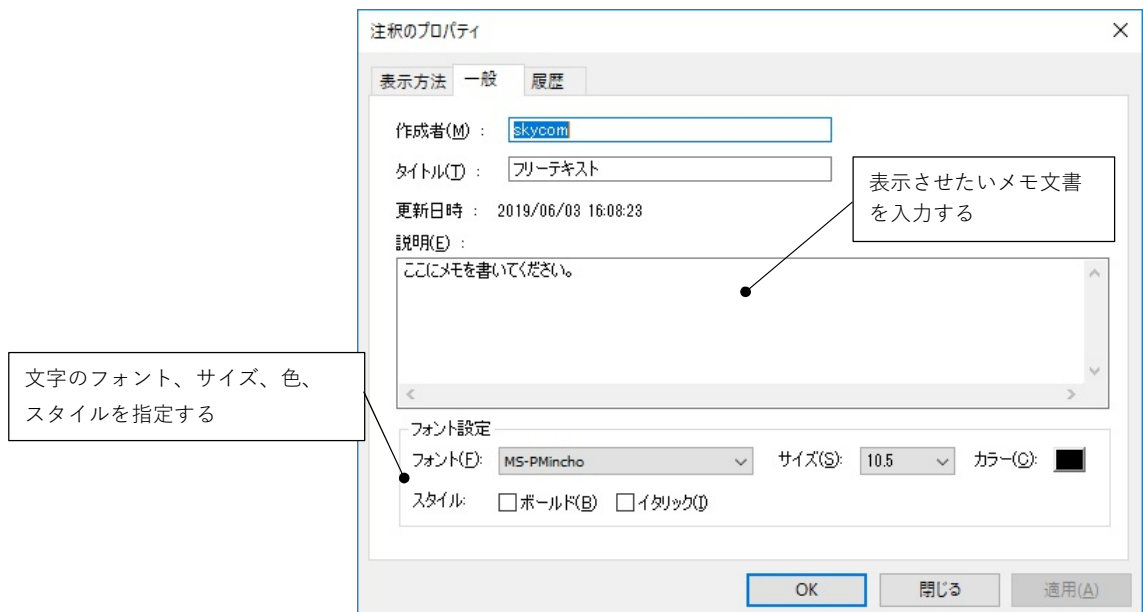 注釈のプロパティ
表示方法 一般 履歴
作成者(M) : skycom
タイトル(T) : フリーテキスト
更新日時 : 2019/06/03 16:08:23
説明(E) :
ここにメモを書いてください。
表示させたいメモ文書
を入力する
文字のフォント、サイズ、色、
スタイルを指定する
フォント設定
フォント(F): MS-PMincho サイズ(S): 10.5 カラー(C):
スタイル: ボールド(B) イタリック(I)
OK 閉じる 適用(A)